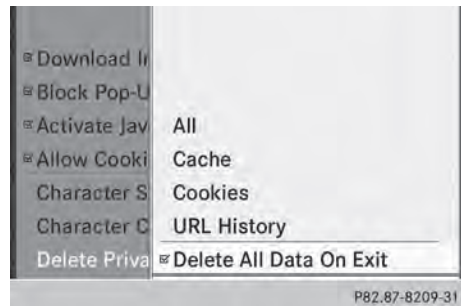 Download I
Block Pop-U
Activate Jav
Allow Cooki
Character S
Character C
Delete Priva
All
Cache
Cookies
URL History
Delete All Data On Exit
P82.87-8209-31